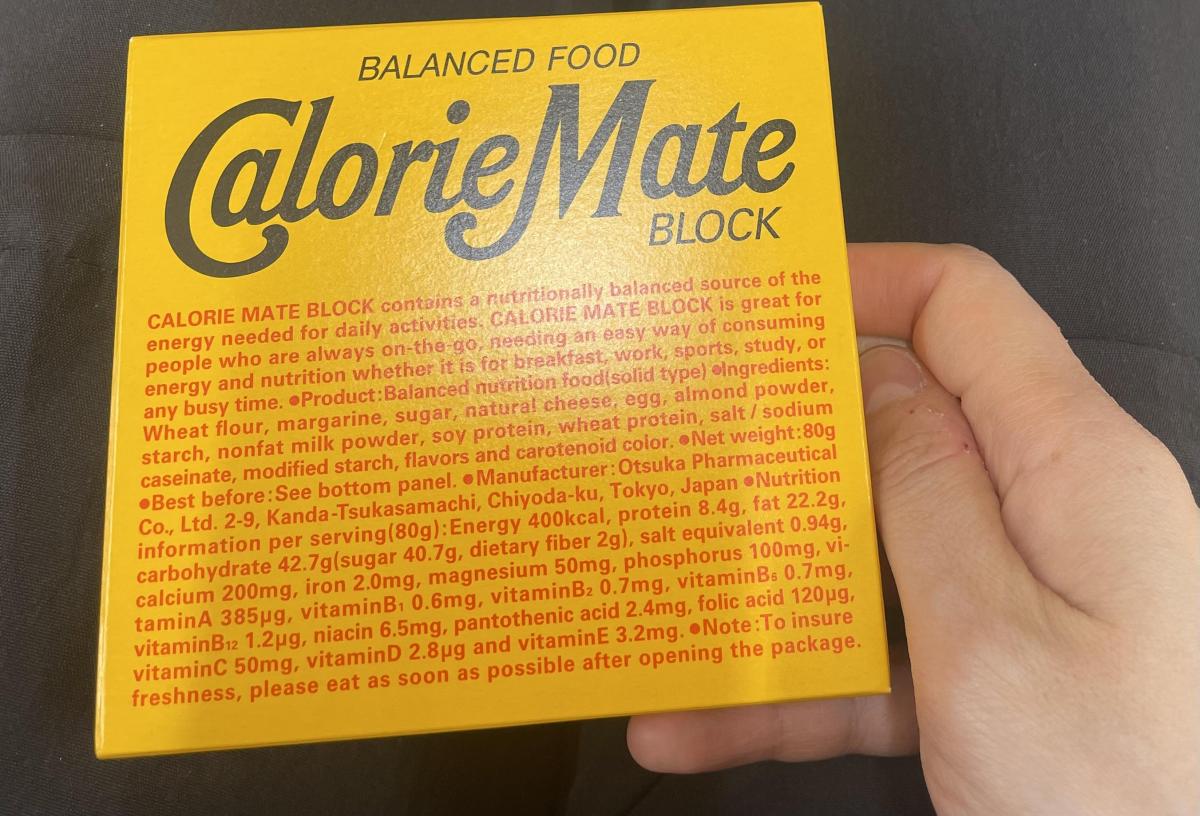 BALANCED FOOD
CalorieMate
BLOCK
CALORIE MATE BLOCK contains a nutritionally balanced source of the
energy needed for daily activities. CALORIE MATE BLOCK is great for
people who are always on-the-go, needing an easy way of consuming
energy and nutrition whether it is for breakfast, work, sports, study, or
any busy time. ●Product:Balanced nutrition food(solid type) ●Ingredients:
Wheat flour, margarine, sugar, natural cheese, egg, almond powder,
starch, nonfat milk powder, soy protein, wheat protein, salt / sodium
caseinate, modified starch, flavors and carotenoid color. ●Net weight:80g
●Best before:See bottom panel. ●Manufacturer:Otsuka Pharmaceutical
Co., Ltd. 2-9, Kanda-Tsukasamachi, Chiyoda-ku, Tokyo, Japan ●Nutrition
information per serving(80g):Energy 400kcal, protein 8.4g, fat 22.2g,
carbohydrate 42.7g(sugar 40.7g, dietary fiber 2g), salt equivalent 0.94g,
calcium 200mg, iron 2.0mg, magnesium 50mg, phosphorus 100mg, vi-
taminA 385μg, vitaminB₁ 0.6mg, vitaminB₂ 0.7mg, vitaminB₆ 0.7mg,
vitaminB₁₂ 1.2μg, niacin 6.5mg, pantothenic acid 2.4mg, folic acid 120μg,
vitaminC 50mg, vitaminD 2.8μg and vitaminE 3.2mg. ●Note:To insure
freshness, please eat as soon as possible after opening the package.